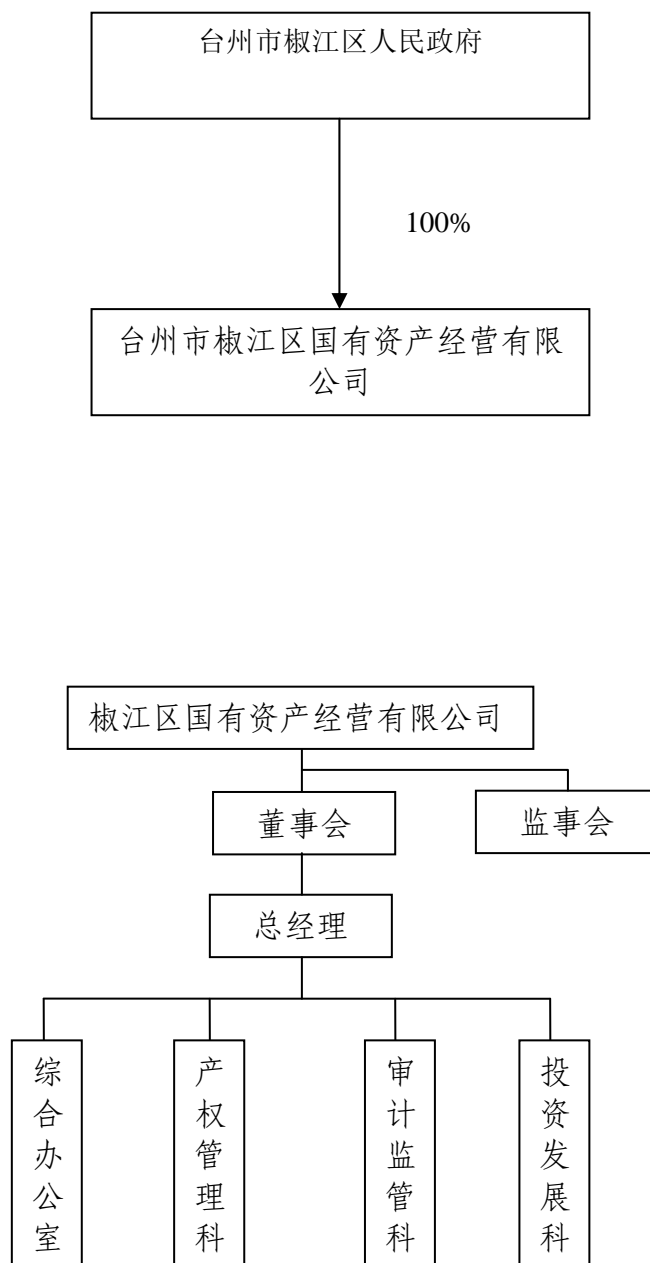 台州市椒江区人民政府
100%
台州市椒江区国有资产经营有限
公司
椒江区国有资产经营有限公司
董事会
监事会
总经理
综合办公室
产权管理科
审计监管科
投资发展科